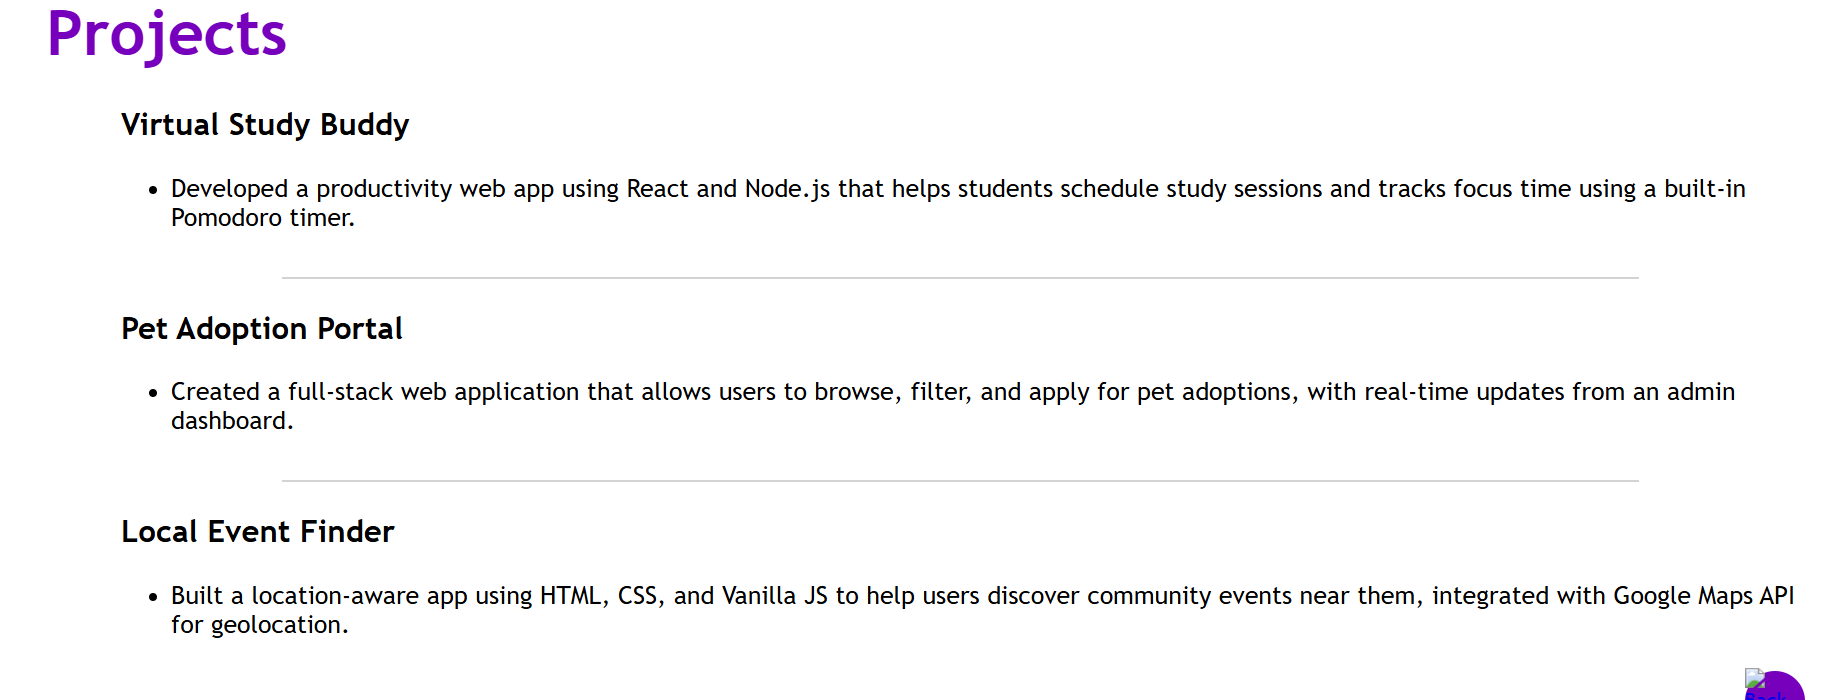 Projects
Virtual Study Buddy
• Developed a productivity web app using React and Node.js that helps students schedule study sessions and tracks focus time using a built-in
Pomodoro timer.
Pet Adoption Portal
• Created a full-stack web application that allows users to browse, filter, and apply for pet adoptions, with real-time updates from an admin
dashboard.
Local Event Finder
• Built a location-aware app using HTML, CSS, and Vanilla JS to help users discover community events near them, integrated with Google Maps API
for geolocation.
Back